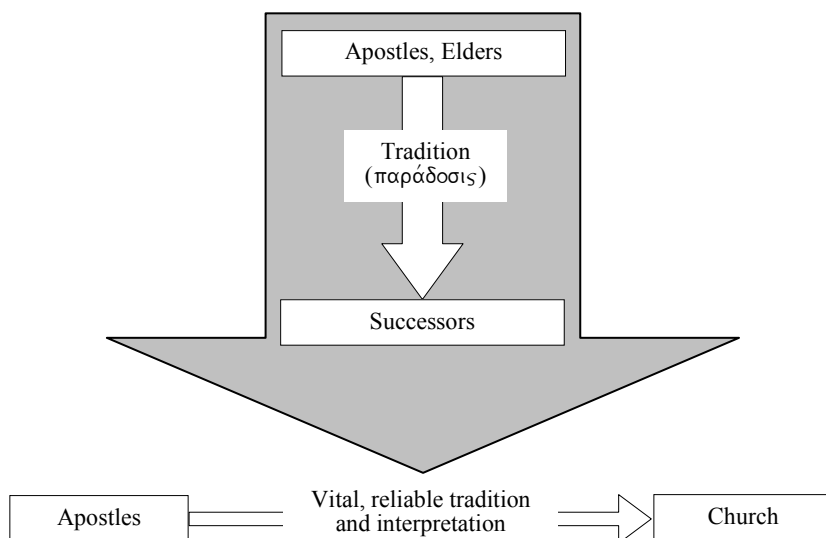 Apostles, Elders
Tradition
(παράδοσις)
Successors
Apostles
Vital, reliable tradition
and interpretation
Church